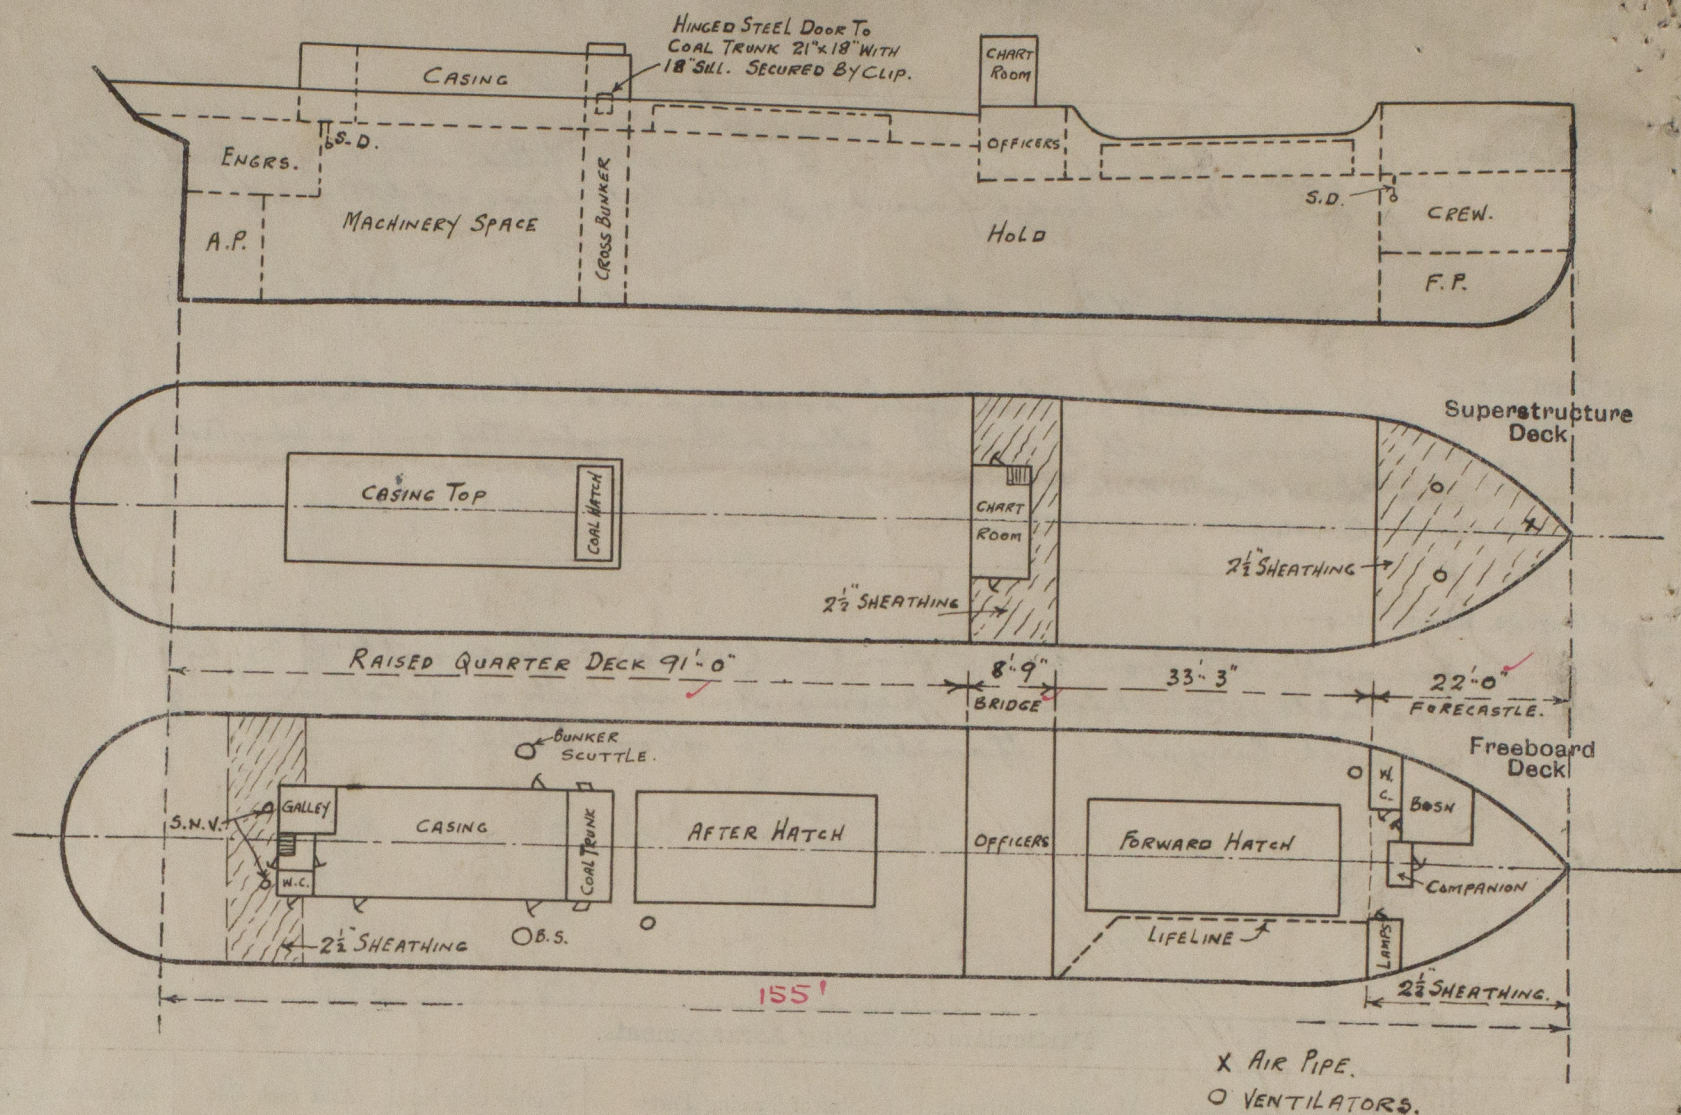 HINGED STEEL DOOR TO
COAL TRUNK 21"x18" WITH
18" SILL. SECURED BY CLIP.
CASING
CHART
ROOM
S.D.
ENGRS.
OFFICERS
CROSS BUNKER
MACHINERY SPACE
A.P.
HOLD
S.D.
CREW.
F.P.
Superstructure
Deck
CASING TOP
COAL HATCH
CHART
ROOM
2½" SHEATHING
2½" SHEATHING
RAISED QUARTER DECK 91'-0"
8'-9"
BRIDGE
33'-3"
22'-0"
FORECASTLE.
Freeboard
Deck
BUNKER
SCUTTLE.
S.N.V.
GALLEY
CASING
COAL TRUNK
AFTER HATCH
OFFICERS
FORWARD HATCH
W.
C.
BOSN
COMPANION
W.C.
B.S.
2½" SHEATHING
LIFELINE
LAMPS
2½" SHEATHING.
155'
X AIR PIPE.
O VENTILATORS.